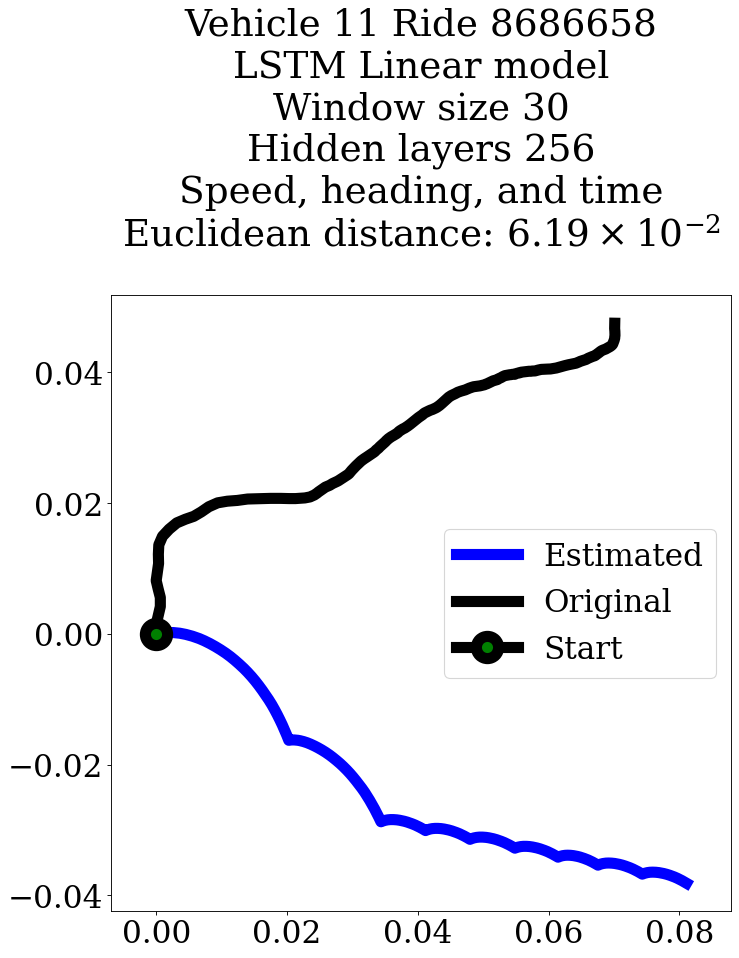 Vehicle 11 Ride 8686658
LSTM Linear model
Window size 30
Hidden layers 256
Speed, heading, and time
Euclidean distance: 6.19 × 10⁻²
0.04
0.02
0.00
−0.02
−0.04
Estimated
Original
Start
0.00 0.02 0.04 0.06 0.08